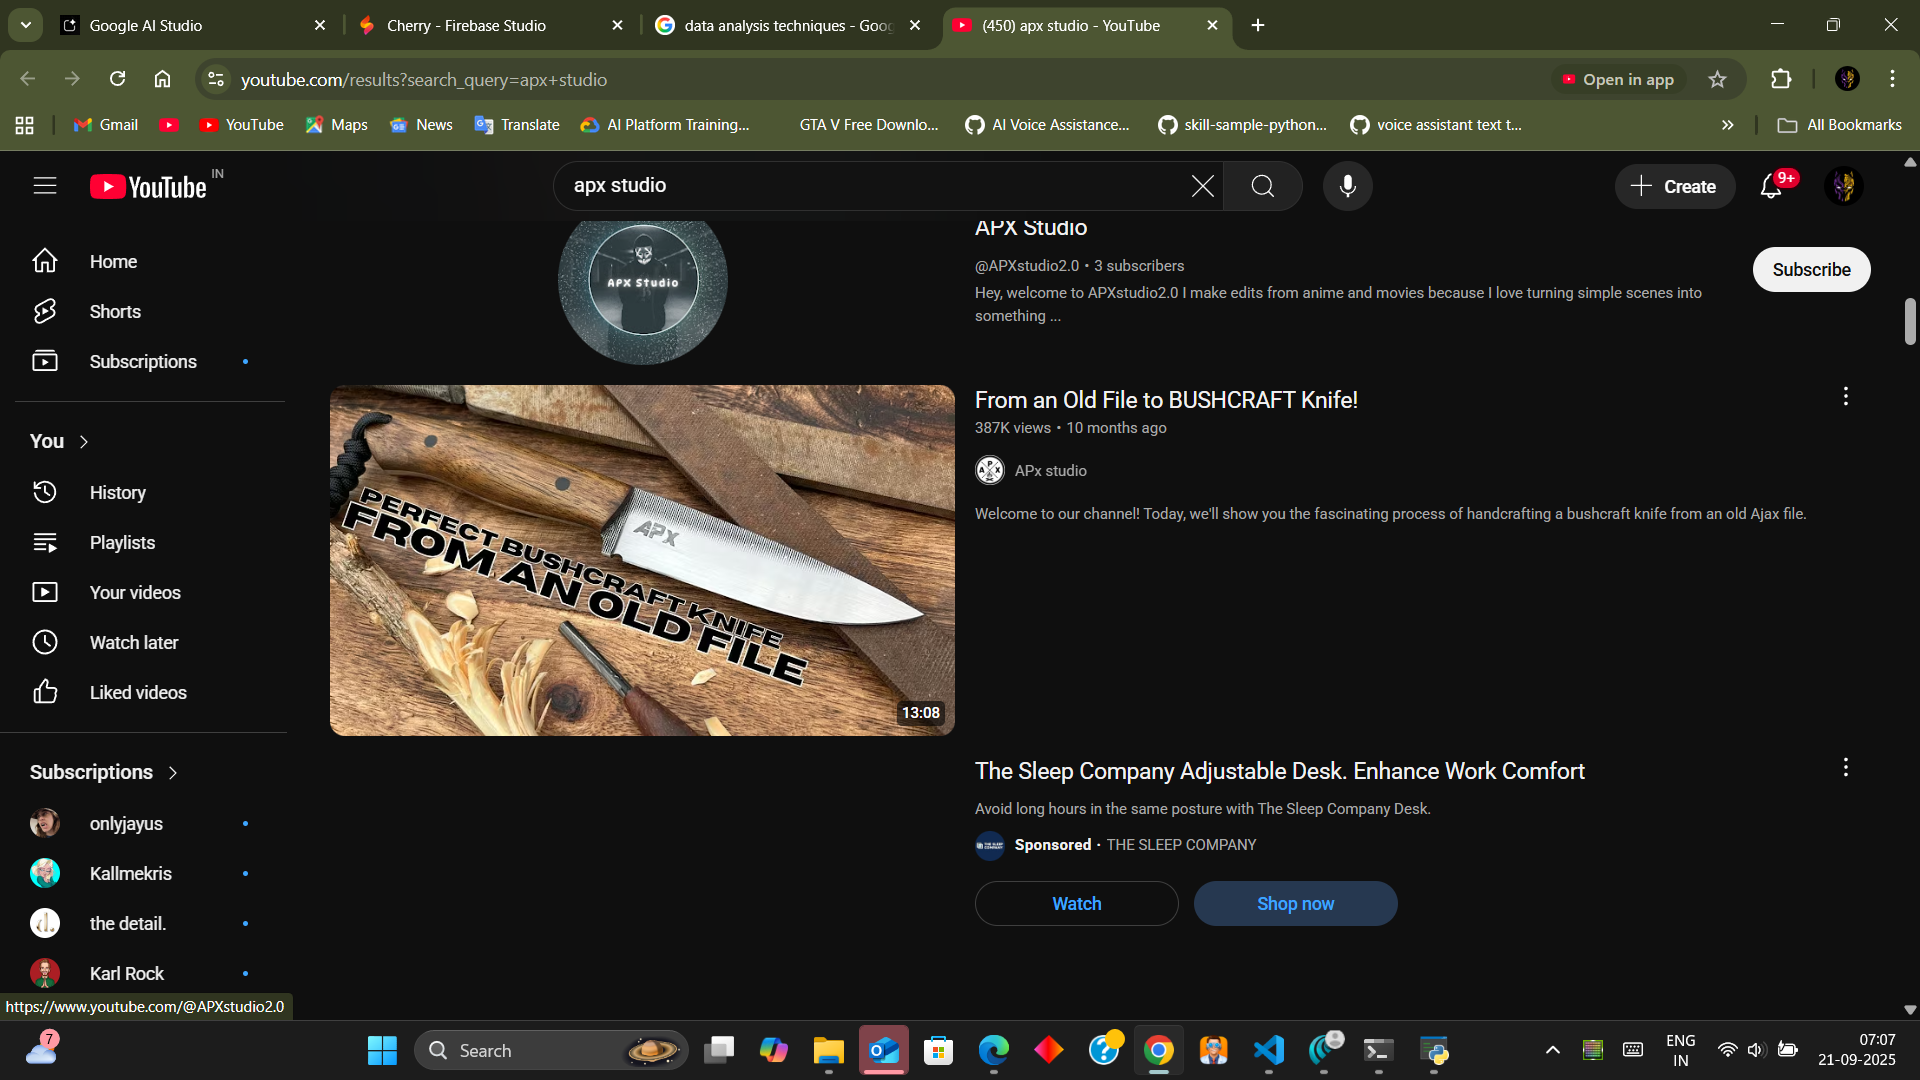 Google AI Studio
Cherry - Firebase Studio
data analysis techniques - Goog
(450) apx studio - YouTube
youtube.com/results?search_query=apx+studio
Open in app
Gmail
YouTube
Maps
News
Translate
AI Platform Training...
GTA V Free Downlo...
AI Voice Assistance...
skill-sample-python...
voice assistant text t...
All Bookmarks
YouTube IN
apx studio
Create
9+
Home
Shorts
Subscriptions
You
History
Playlists
Your videos
Watch later
Liked videos
Subscriptions
onlyjayus
Kallmekris
the detail.
Karl Rock
https://www.youtube.com/@APXstudio2.0
APX Studio
APX Studio
@APXstudio2.0 • 3 subscribers
Hey, welcome to APXstudio2.0 I make edits from anime and movies because I love turning simple scenes into
something ...
Subscribe
APX
PERFECT BUSHCRAFT KNIFE
FROM AN OLD FILE
13:08
From an Old File to BUSHCRAFT Knife!
387K views • 10 months ago
APX
APx studio
Welcome to our channel! Today, we'll show you the fascinating process of handcrafting a bushcraft knife from an old Ajax file.
The Sleep Company Adjustable Desk. Enhance Work Comfort
Avoid long hours in the same posture with The Sleep Company Desk.
Sponsored · THE SLEEP COMPANY
Watch
Shop now
7
Search
ENG
IN
07:07
21-09-2025